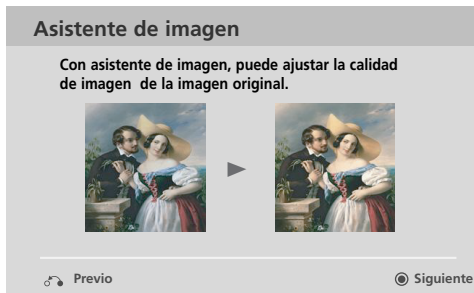 Asistente de imagen
Con asistente de imagen, puede ajustar la calidad
de imagen de la imagen original.
Previo
Siguiente